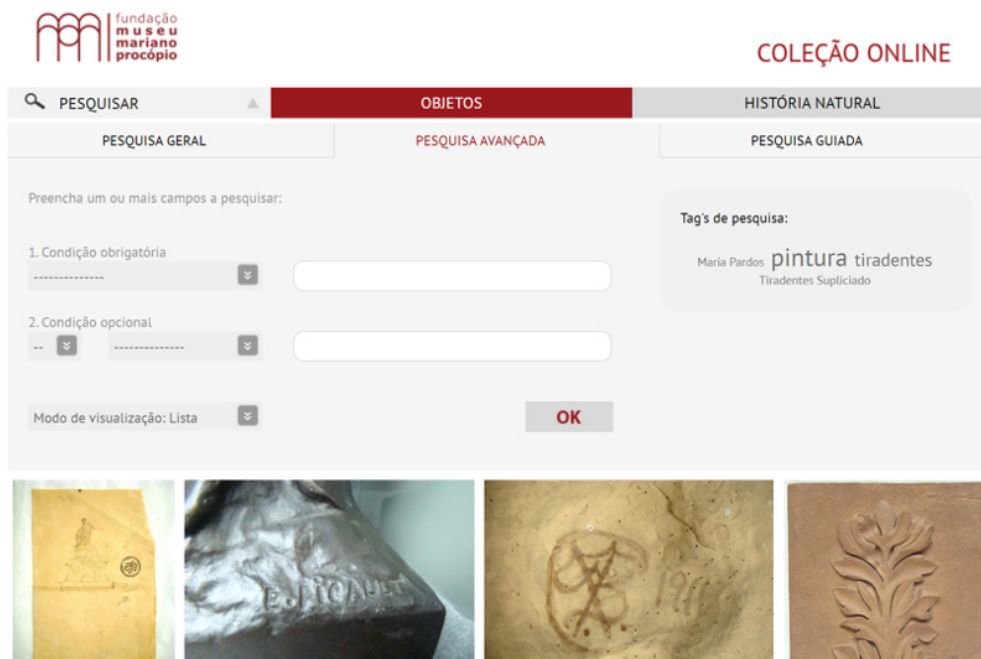 fundação
museu
mariano
procópio
COLEÇÃO ONLINE
PESQUISAR
OBJETOS
HISTÓRIA NATURAL
PESQUISA GERAL
PESQUISA AVANÇADA
PESQUISA GUIADA
Preencha um ou mais campos a pesquisar:
Tag's de pesquisa:
Maria Pardos pintura tiradentes
Tiradentes Supliciado
1. Condição obrigatória
--------------
2. Condição opcional
-- --------------
Modo de visualização: Lista
OK
E. PICAULT